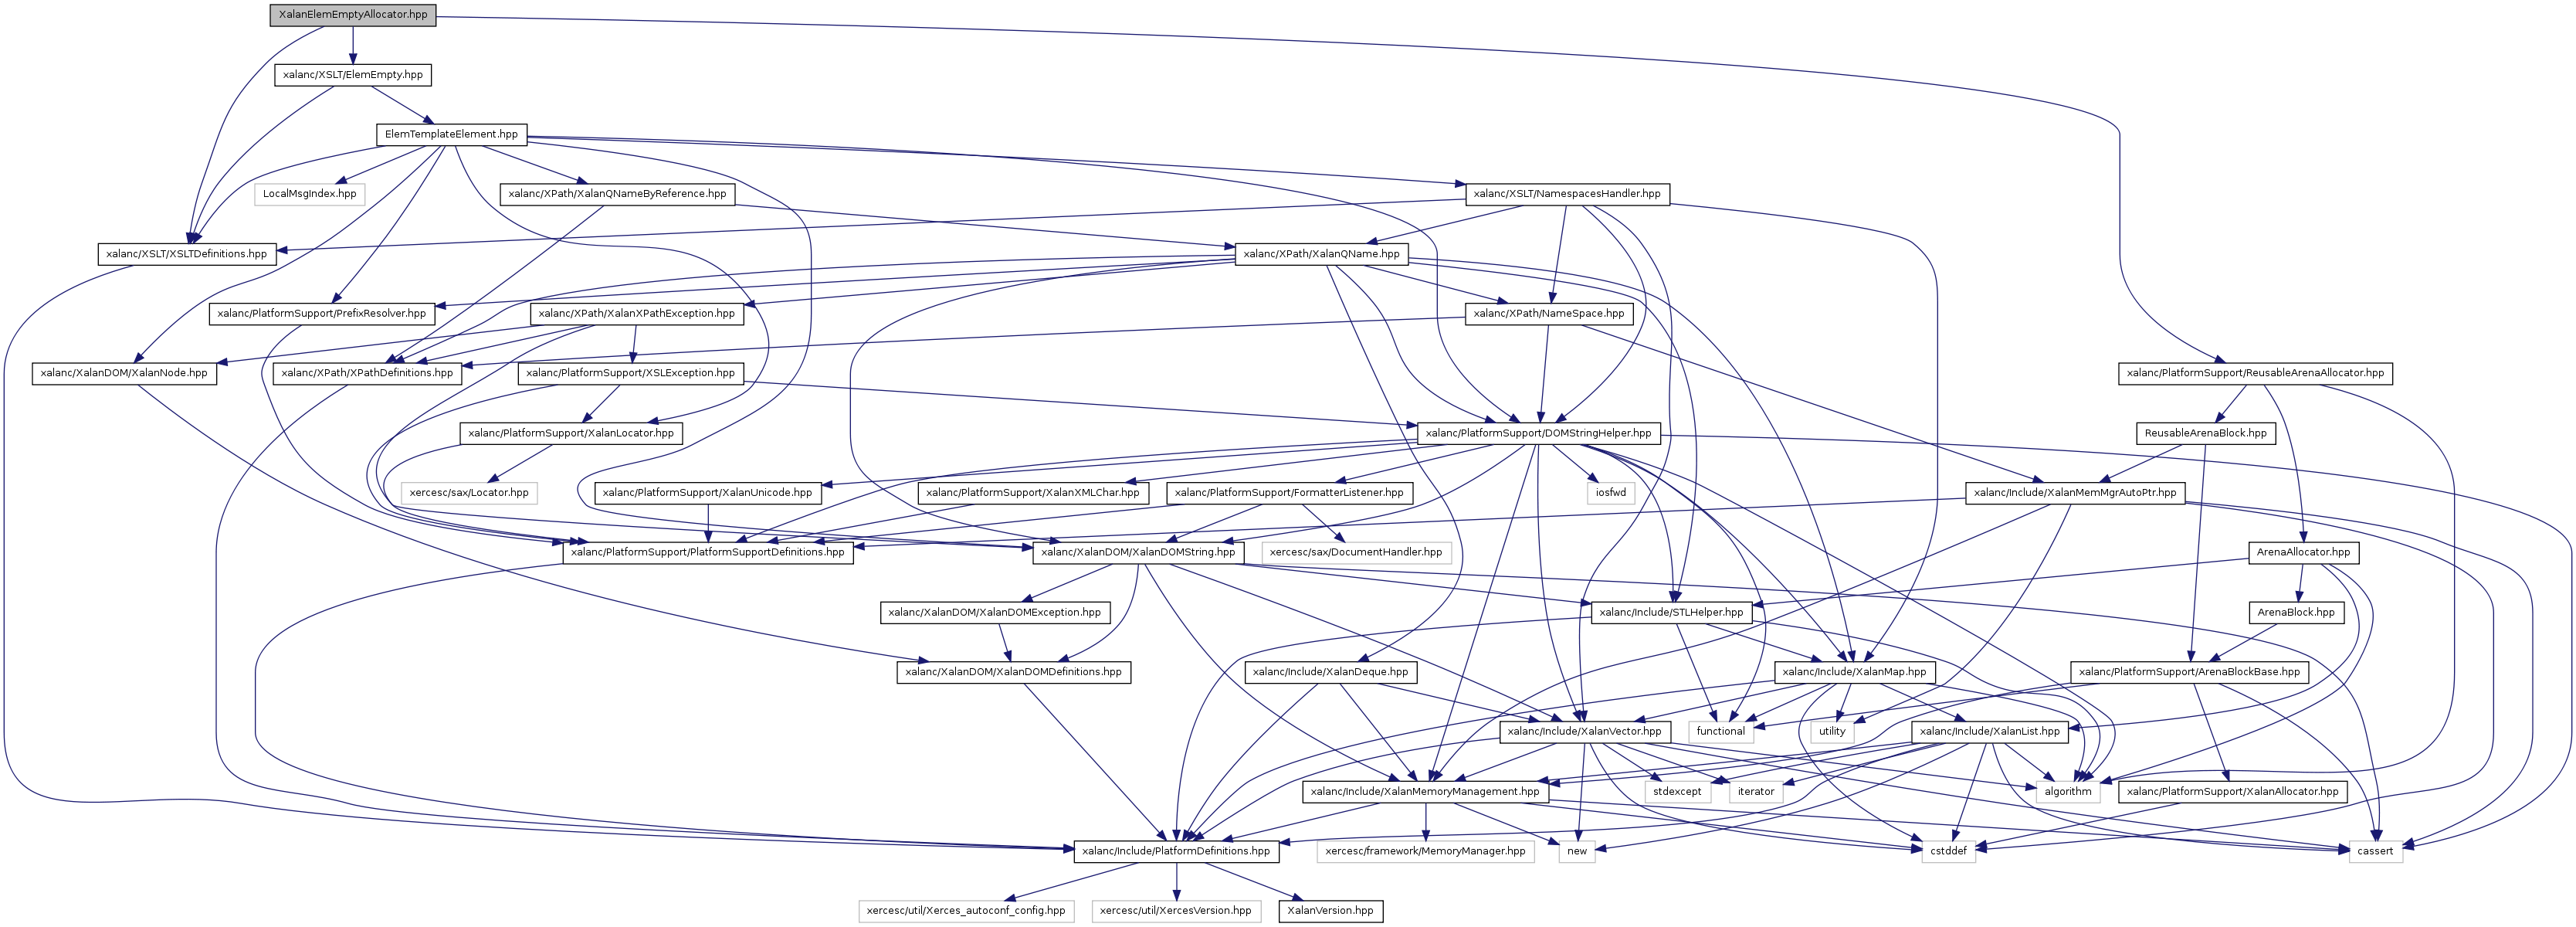 XalanElemEmptyAllocator.hpp
xalanc/XSLT/ElemEmpty.hpp
ElemTemplateElement.hpp
LocalMsgIndex.hpp
xalanc/XPath/XalanQNameByReference.hpp
xalanc/XSLT/NamespacesHandler.hpp
xalanc/XSLT/XSLTDefinitions.hpp
xalanc/XPath/XalanQName.hpp
xalanc/PlatformSupport/PrefixResolver.hpp
xalanc/XPath/XalanXPathException.hpp
xalanc/XPath/NameSpace.hpp
xalanc/XalanDOM/XalanNode.hpp
xalanc/XPath/XPathDefinitions.hpp
xalanc/PlatformSupport/XSLException.hpp
xalanc/PlatformSupport/ReusableArenaAllocator.hpp
xalanc/PlatformSupport/XalanLocator.hpp
xalanc/PlatformSupport/DOMStringHelper.hpp
ReusableArenaBlock.hpp
xercesc/sax/Locator.hpp
xalanc/PlatformSupport/XalanUnicode.hpp
xalanc/PlatformSupport/XalanXMLChar.hpp
xalanc/PlatformSupport/FormatterListener.hpp
iosfwd
xalanc/Include/XalanMemMgrAutoPtr.hpp
xalanc/PlatformSupport/PlatformSupportDefinitions.hpp
xalanc/XalanDOM/XalanDOMString.hpp
xercesc/sax/DocumentHandler.hpp
ArenaAllocator.hpp
xalanc/XalanDOM/XalanDOMException.hpp
xalanc/Include/STLHelper.hpp
ArenaBlock.hpp
xalanc/XalanDOM/XalanDOMDefinitions.hpp
xalanc/Include/XalanDeque.hpp
xalanc/Include/XalanMap.hpp
xalanc/PlatformSupport/ArenaBlockBase.hpp
xalanc/Include/XalanVector.hpp
functional
utility
xalanc/Include/XalanList.hpp
xalanc/Include/XalanMemoryManagement.hpp
stdexcept
iterator
algorithm
xalanc/PlatformSupport/XalanAllocator.hpp
xalanc/Include/PlatformDefinitions.hpp
xercesc/framework/MemoryManager.hpp
new
cstddef
cassert
xercesc/util/Xerces_autoconf_config.hpp
xercesc/util/XercesVersion.hpp
XalanVersion.hpp